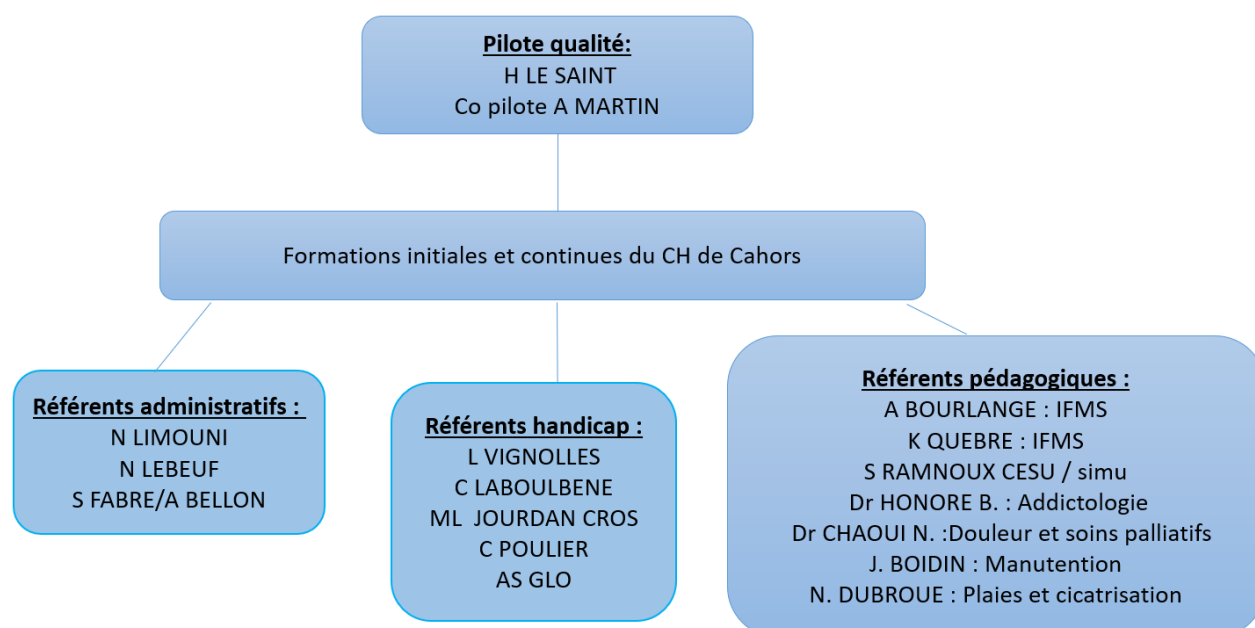 Pilote qualité:
H LE SAINT
Co pilote A MARTIN
Formations initiales et continues du CH de Cahors
Référents administratifs :
N LIMOUNI
N LEBEUF
S FABRE/A BELLON
Référents handicap :
L VIGNOLLES
C LABOULBENE
ML  JOURDAN CROS
C POULIER
AS GLO
Référents pédagogiques :
A BOURLANGE : IFMS
K QUEBRE : IFMS
S RAMNOUX CESU / simu
Dr HONORE B. : Addictologie
Dr CHAOUI N. :Douleur et soins palliatifs
J. BOIDIN : Manutention
N. DUBROUE : Plaies et cicatrisation